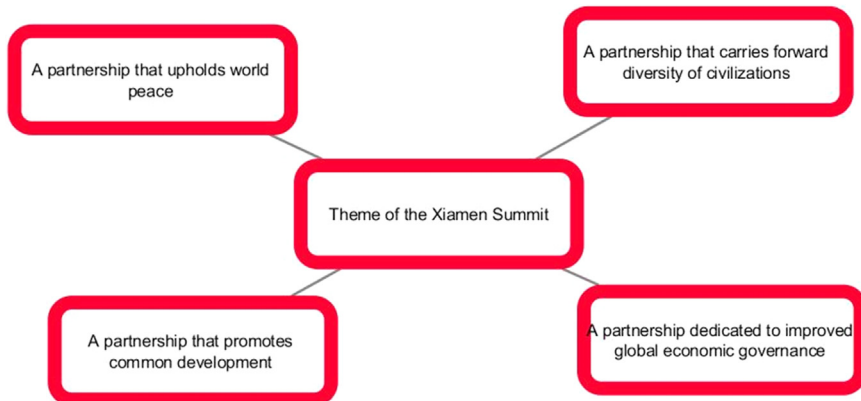 A partnership that upholds world
peace
A partnership that carries forward
diversity of civilizations
Theme of the Xiamen Summit
A partnership that promotes
common development
A partnership dedicated to improved
global economic governance